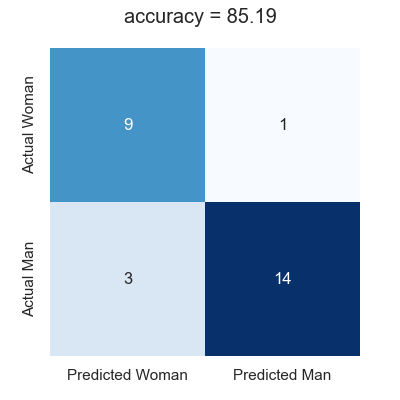 accuracy = 85.19
Actual Woman
9
1
Actual Man
3
14
Predicted Woman
Predicted Man